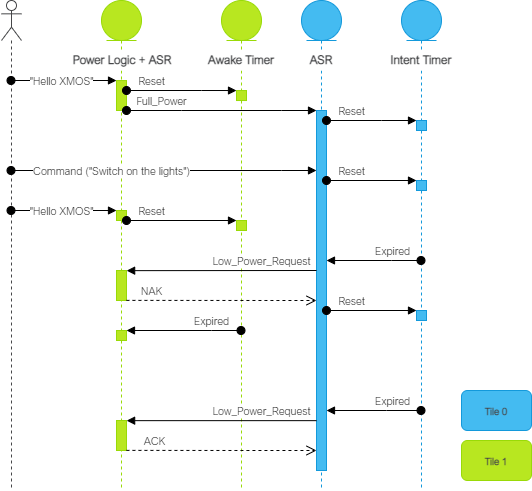 Power Logic + ASR
Awake Timer
ASR
Intent Timer
"Hello XMOS"
Reset
Full_Power
Reset
Command ("Switch on the lights")
Reset
"Hello XMOS"
Reset
Expired
Low_Power_Request
NAK
Reset
Expired
Expired
Low_Power_Request
ACK
Tile 0
Tile 1